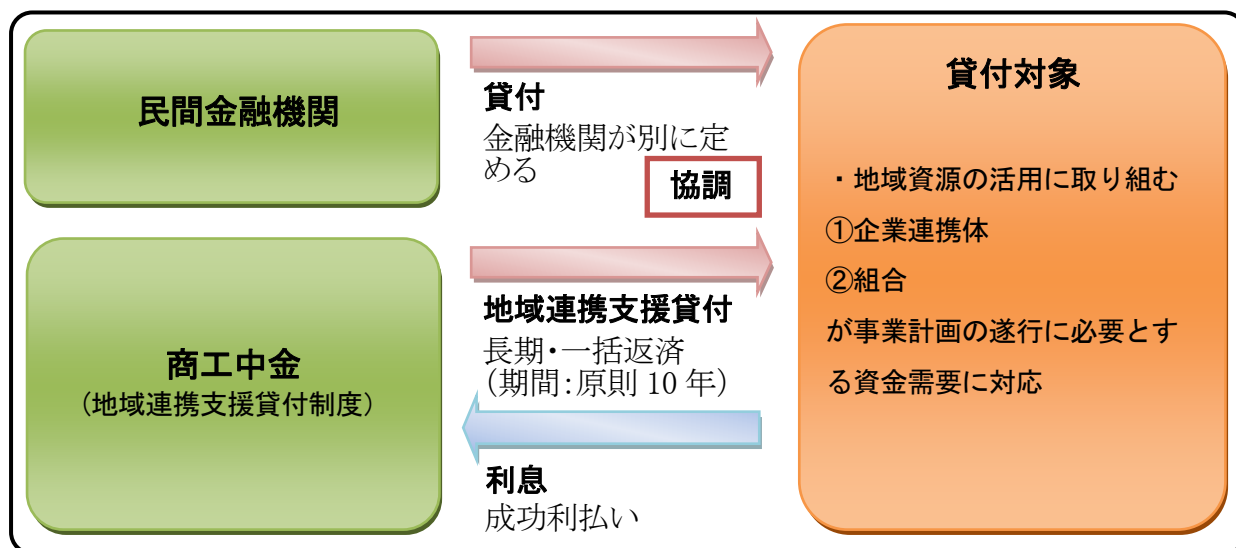 民間金融機関
貸付
金融機関が別に定
める
協調
商工中金
（地域連携支援貸付制度）
地域連携支援貸付
長期・一括返済
（期間：原則 10 年）
利息
成功利払い
貸付対象
・地域資源の活用に取り組む
①企業連携体
②組合
が事業計画の遂行に必要とす
る資金需要に対応